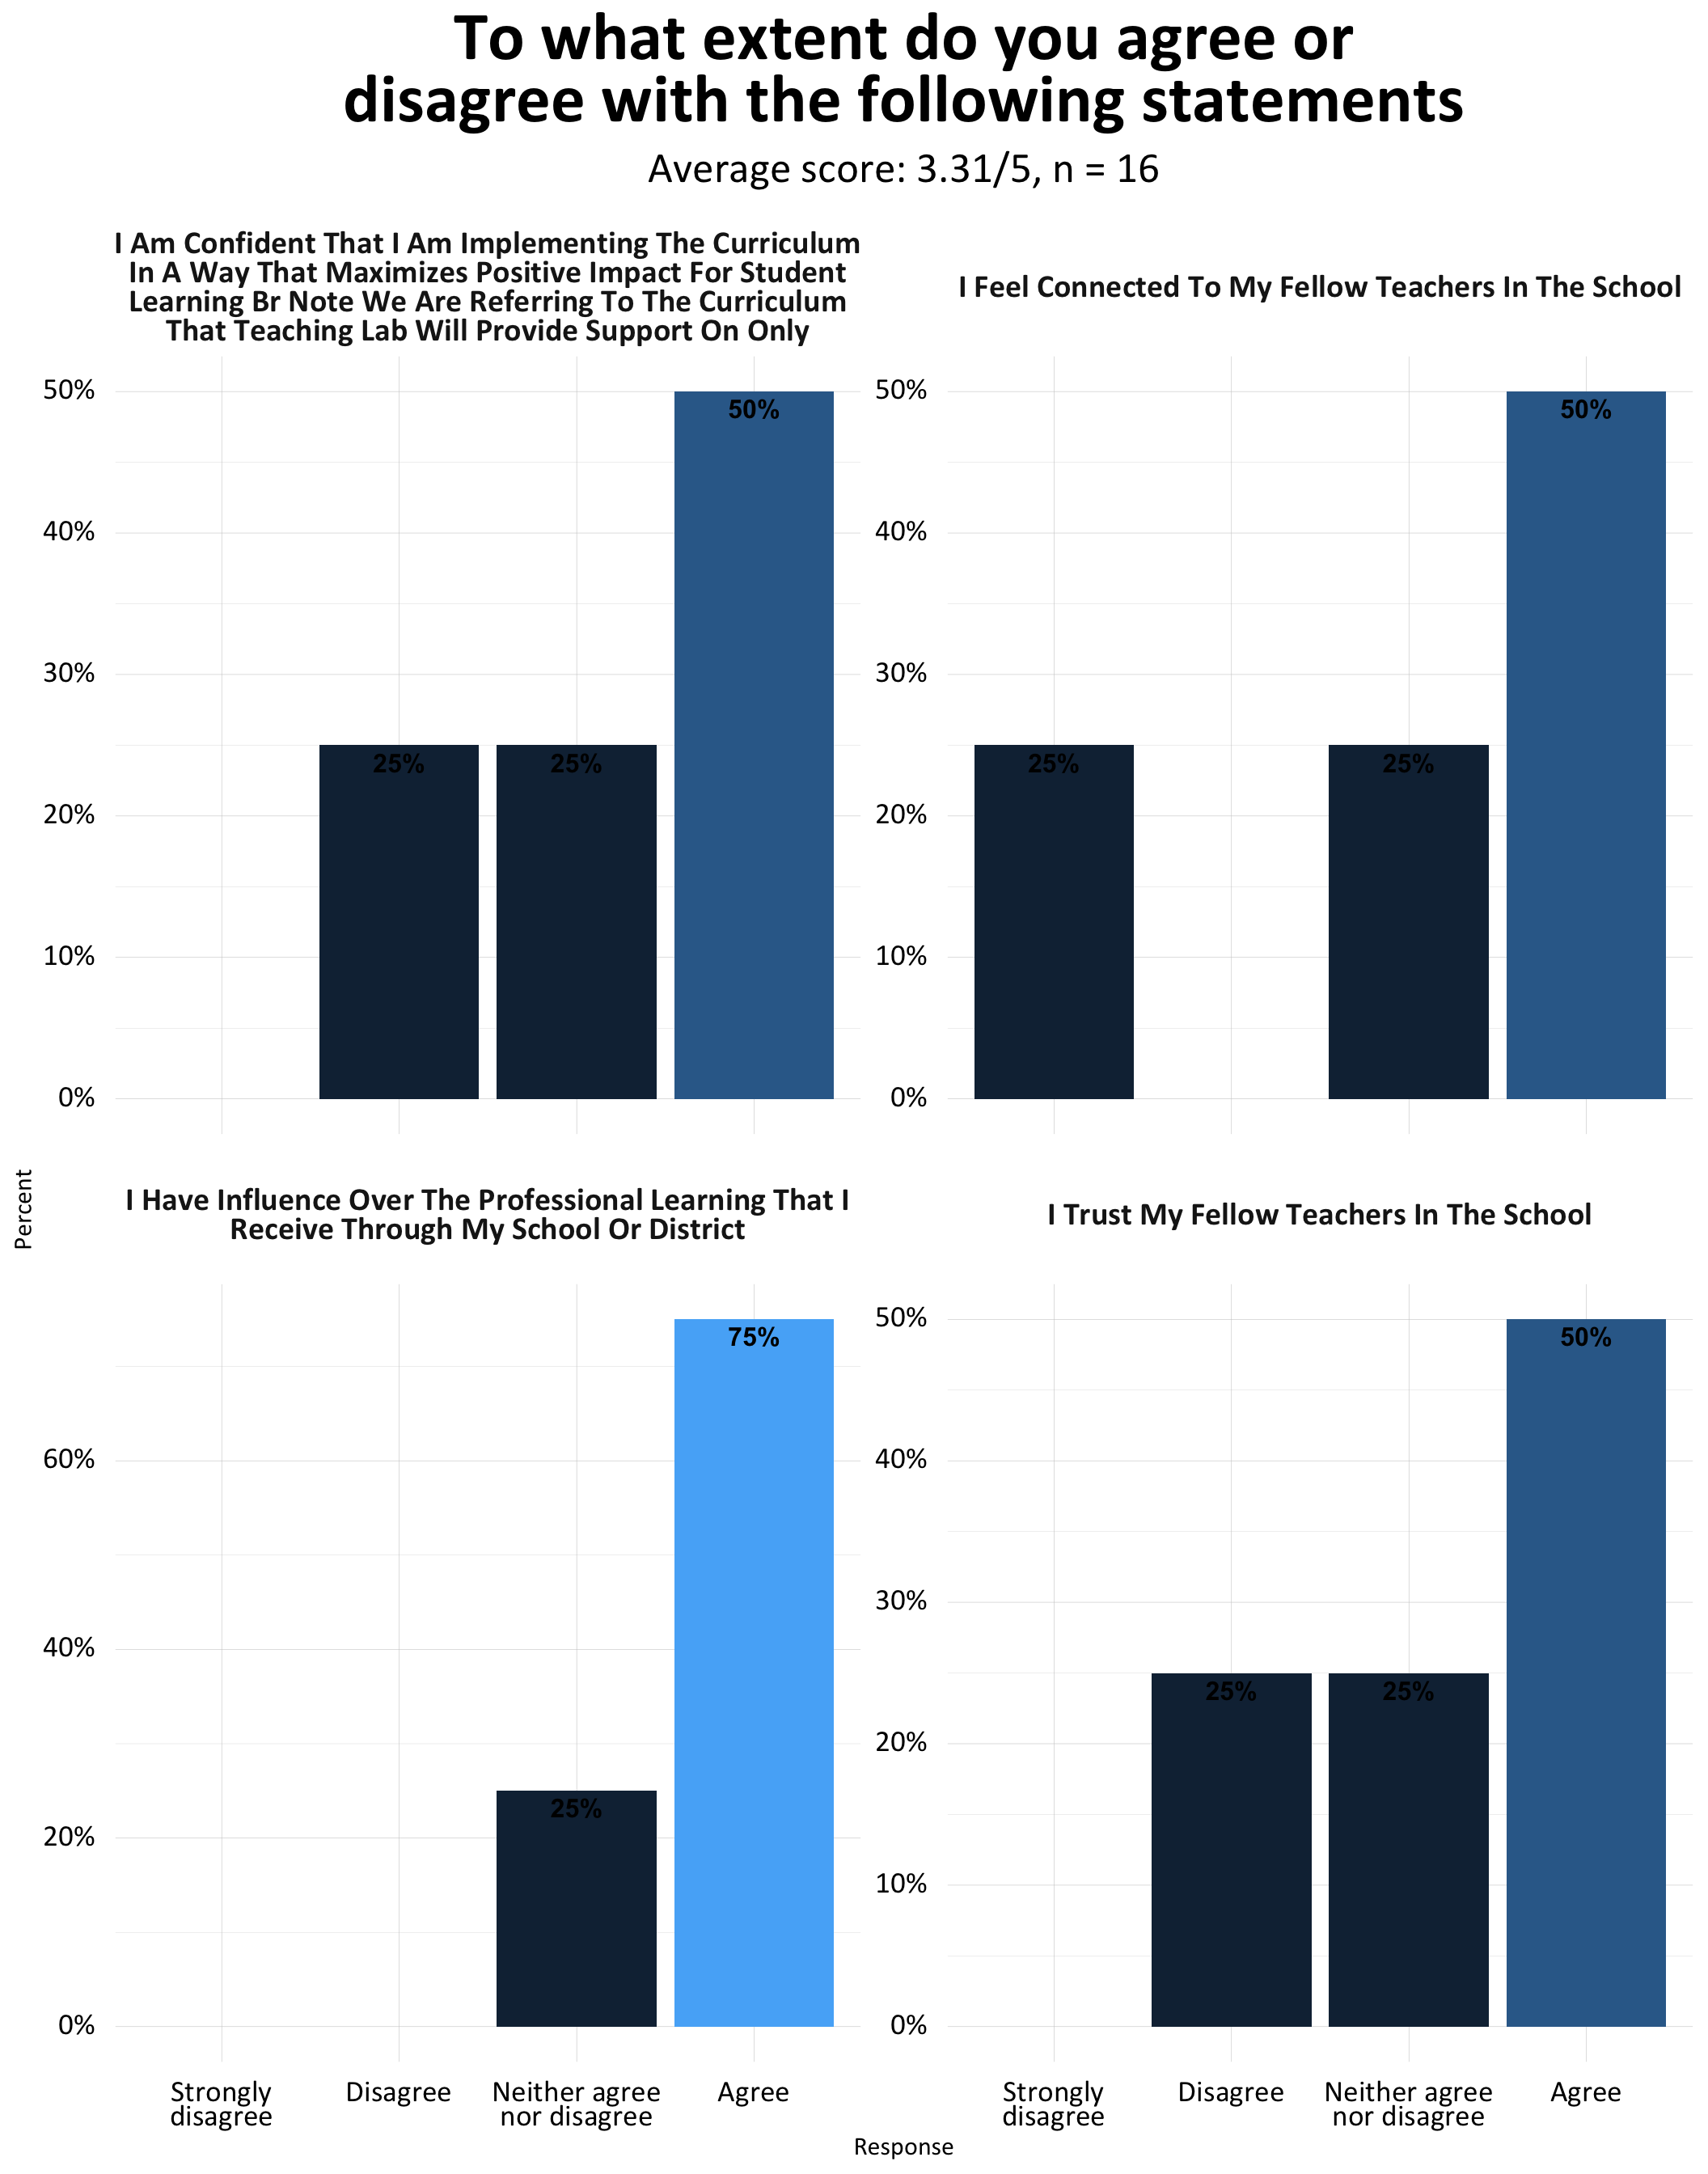 To what extent do you agree or
disagree with the following statements
Average score: 3.31/5, n = 16
I Am Confident That I Am Implementing The Curriculum
In A Way That Maximizes Positive Impact For Student
Learning Br Note We Are Referring To The Curriculum
That Teaching Lab Will Provide Support On Only
50%
40%
30%
20%
10%
0%
25%
25%
50%
I Feel Connected To My Fellow Teachers In The School
50%
40%
30%
20%
10%
0%
25%
25%
50%
Percent
I Have Influence Over The Professional Learning That I
Receive Through My School Or District
60%
40%
20%
0%
25%
75%
Strongly
disagree
Disagree
Neither agree
nor disagree
Agree
I Trust My Fellow Teachers In The School
50%
40%
30%
20%
10%
0%
25%
25%
50%
Strongly
disagree
Disagree
Neither agree
nor disagree
Agree
Response